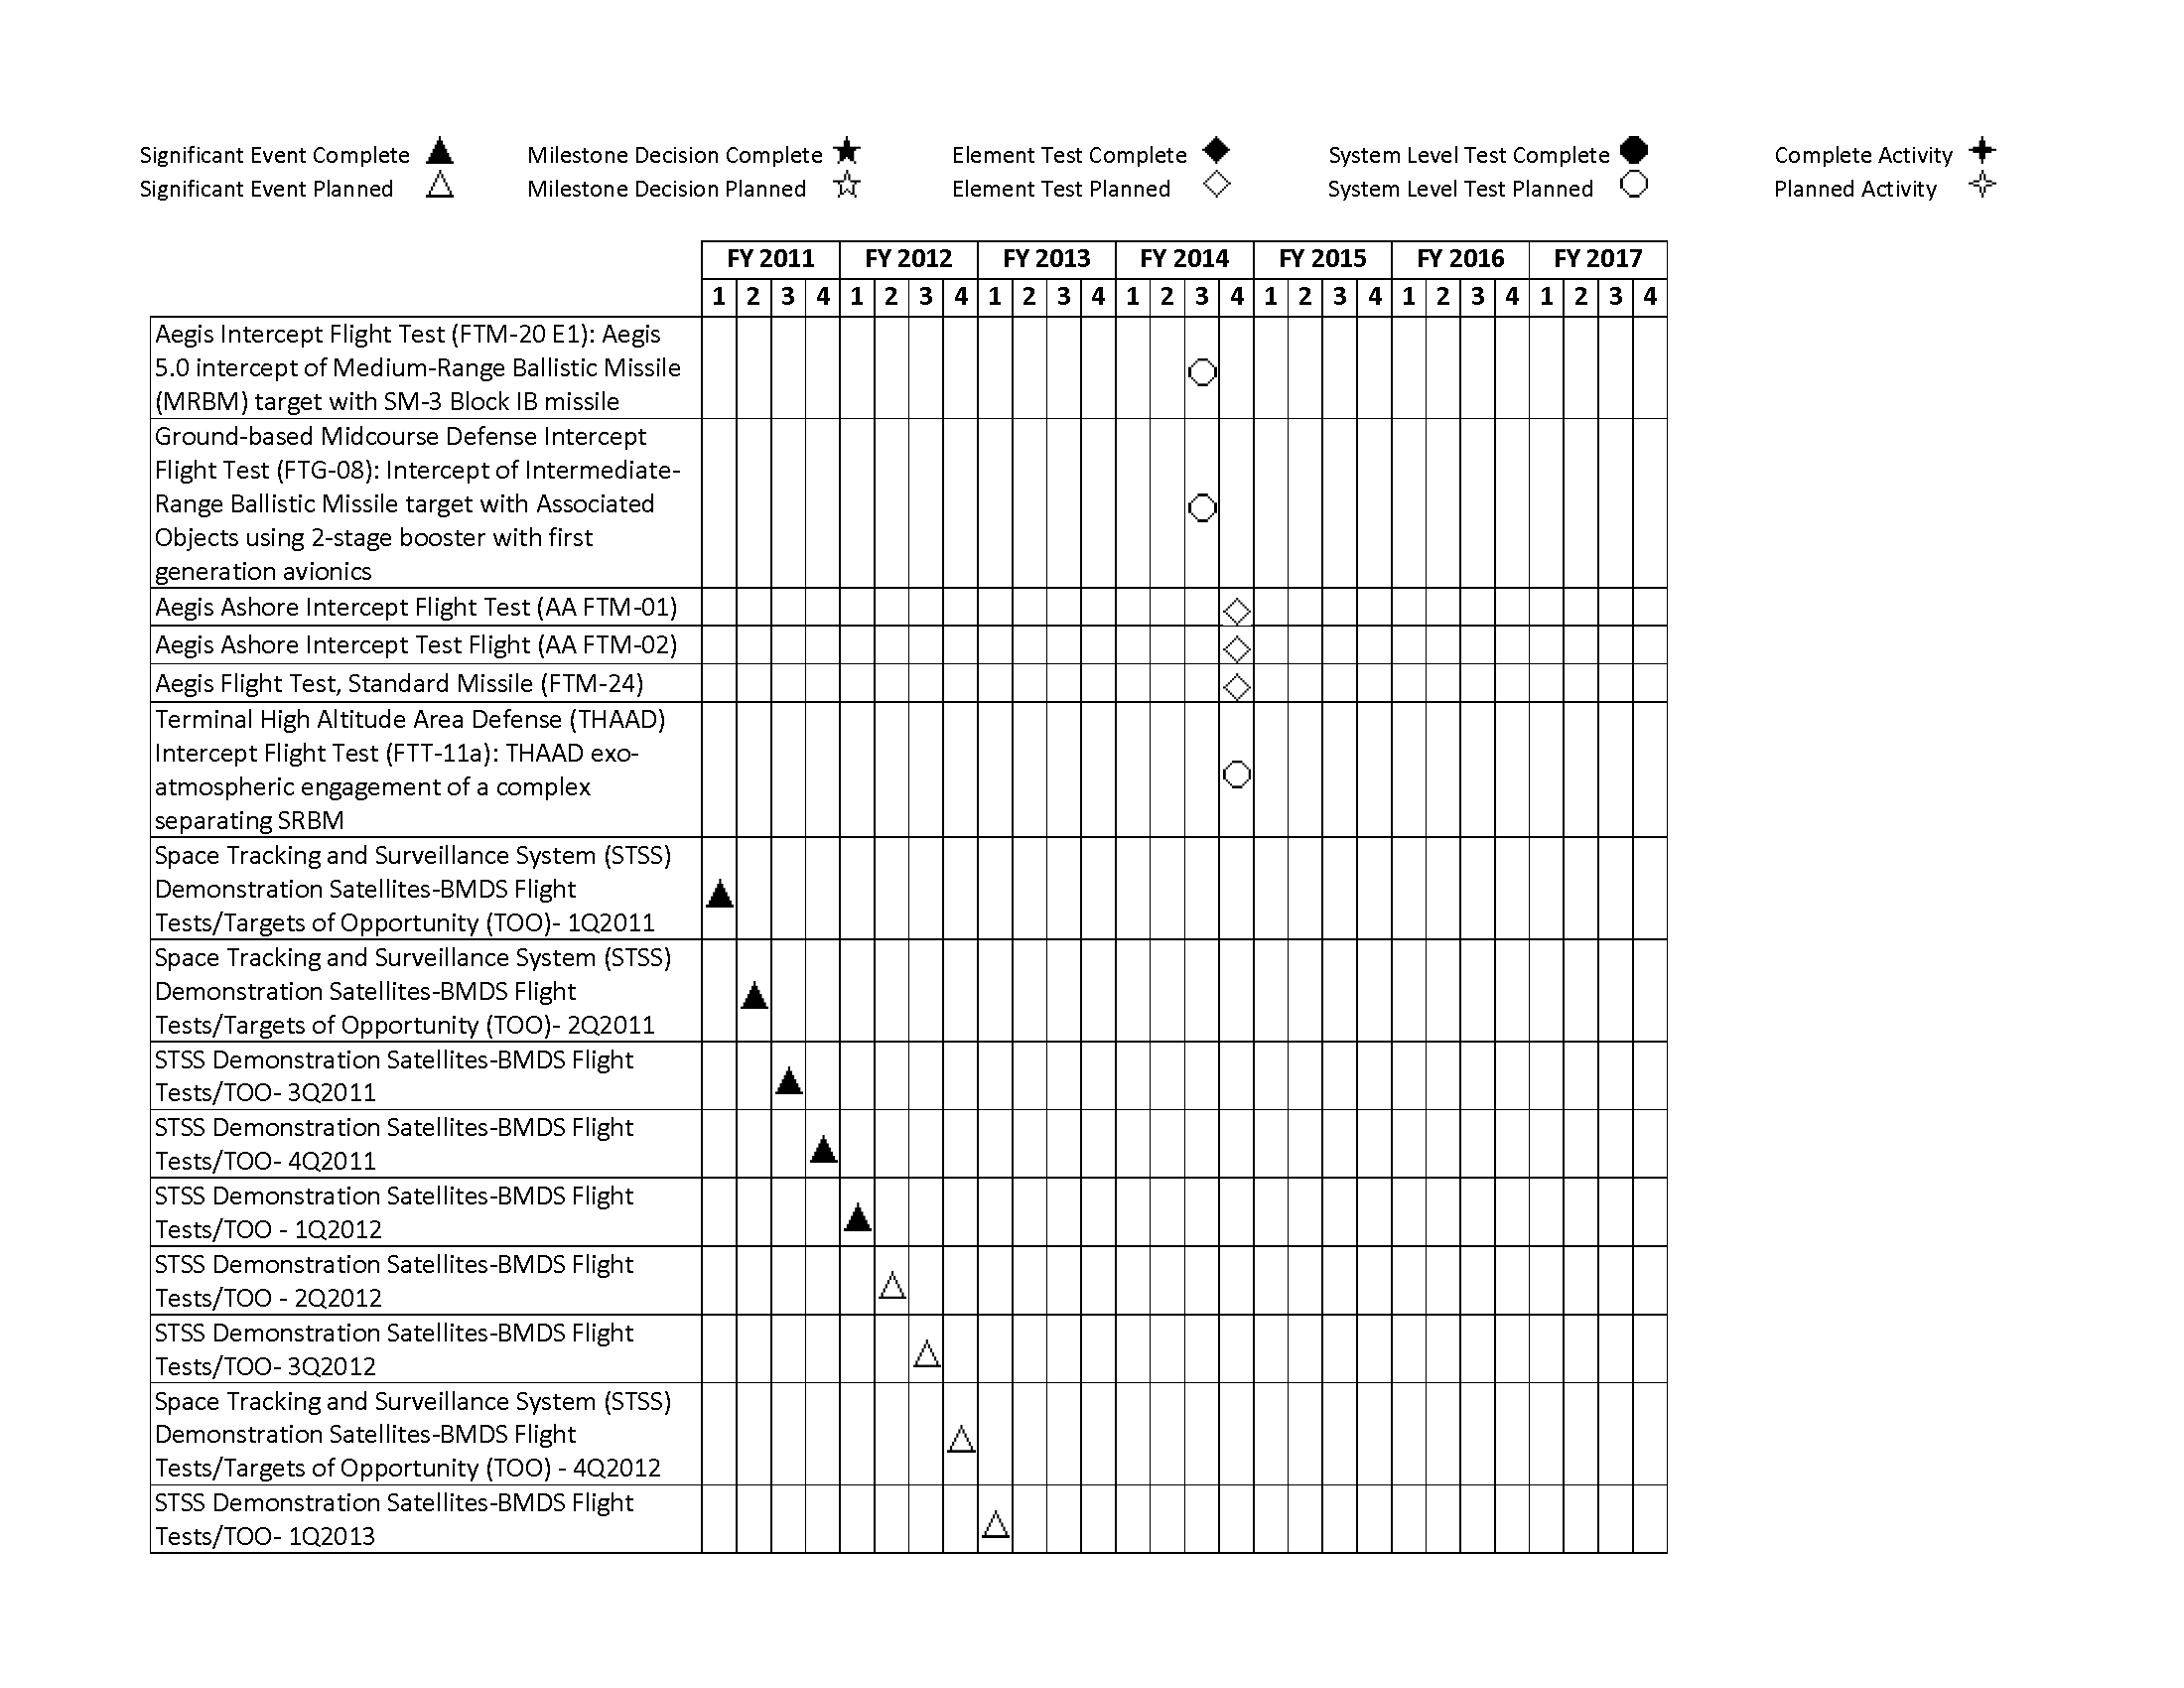 Significant Event Complete Milestone Decision Complete Element Test Complete System Level Test Complete Complete Activity
Significant Event Planned Milestone Decision Planned Element Test Planned System Level Test Planned Planned Activity
FY 2011 FY 2012 FY 2013 FY 2014 FY 2015 FY 2016 FY 2017
1 2 3 4 1 2 3 4 1 2 3 4 1 2 3 4 1 2 3 4 1 2 3 4 1 2 3 4
Aegis Intercept Flight Test (FTM-20 E1): Aegis
5.0 intercept of Medium-Range Ballistic Missile
(MRBM) target with SM-3 Block IB missile
Ground-based Midcourse Defense Intercept
Flight Test (FTG-08): Intercept of Intermediate-
Range Ballistic Missile target with Associated
Objects using 2-stage booster with first
generation avionics
Aegis Ashore Intercept Flight Test (AA FTM-01)
Aegis Ashore Intercept Test Flight (AA FTM-02)
Aegis Flight Test, Standard Missile (FTM-24)
Terminal High Altitude Area Defense (THAAD)
Intercept Flight Test (FTT-11a): THAAD exo-
atmospheric engagement of a complex
separating SRBM
Space Tracking and Surveillance System (STSS)
Demonstration Satellites-BMDS Flight
Tests/Targets of Opportunity (TOO)- 1Q2011
Space Tracking and Surveillance System (STSS)
Demonstration Satellites-BMDS Flight
Tests/Targets of Opportunity (TOO)- 2Q2011
STSS Demonstration Satellites-BMDS Flight
Tests/TOO- 3Q2011
STSS Demonstration Satellites-BMDS Flight
Tests/TOO- 4Q2011
STSS Demonstration Satellites-BMDS Flight
Tests/TOO - 1Q2012
STSS Demonstration Satellites-BMDS Flight
Tests/TOO - 2Q2012
STSS Demonstration Satellites-BMDS Flight
Tests/TOO- 3Q2012
Space Tracking and Surveillance System (STSS)
Demonstration Satellites-BMDS Flight
Tests/Targets of Opportunity (TOO) - 4Q2012
STSS Demonstration Satellites-BMDS Flight
Tests/TOO- 1Q2013